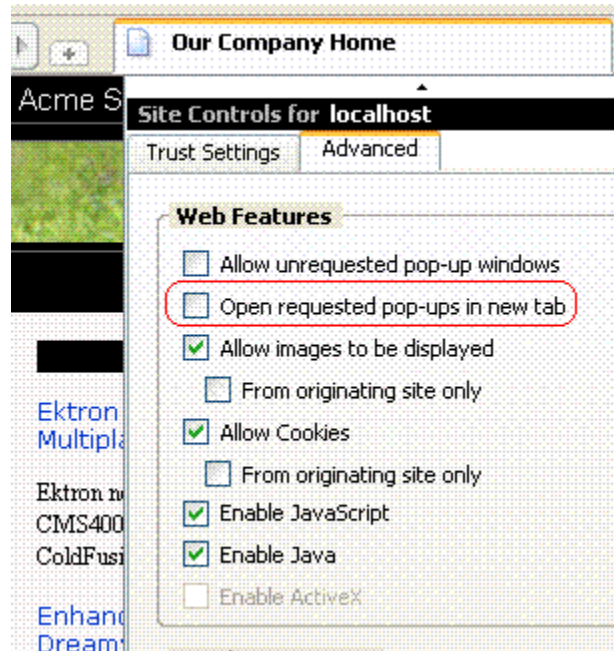 Our Company Home
Acme S
Site Controls for localhost
Trust Settings Advanced
Web Features
Allow unrequested pop-up windows
Open requested pop-ups in new tab
Allow images to be displayed
From originating site only
Allow Cookies
From originating site only
Enable JavaScript
Enable Java
Enable ActiveX
Ektron
Multipla
Ektron ne
CMS400
ColdFusi
Enhanc
Dream